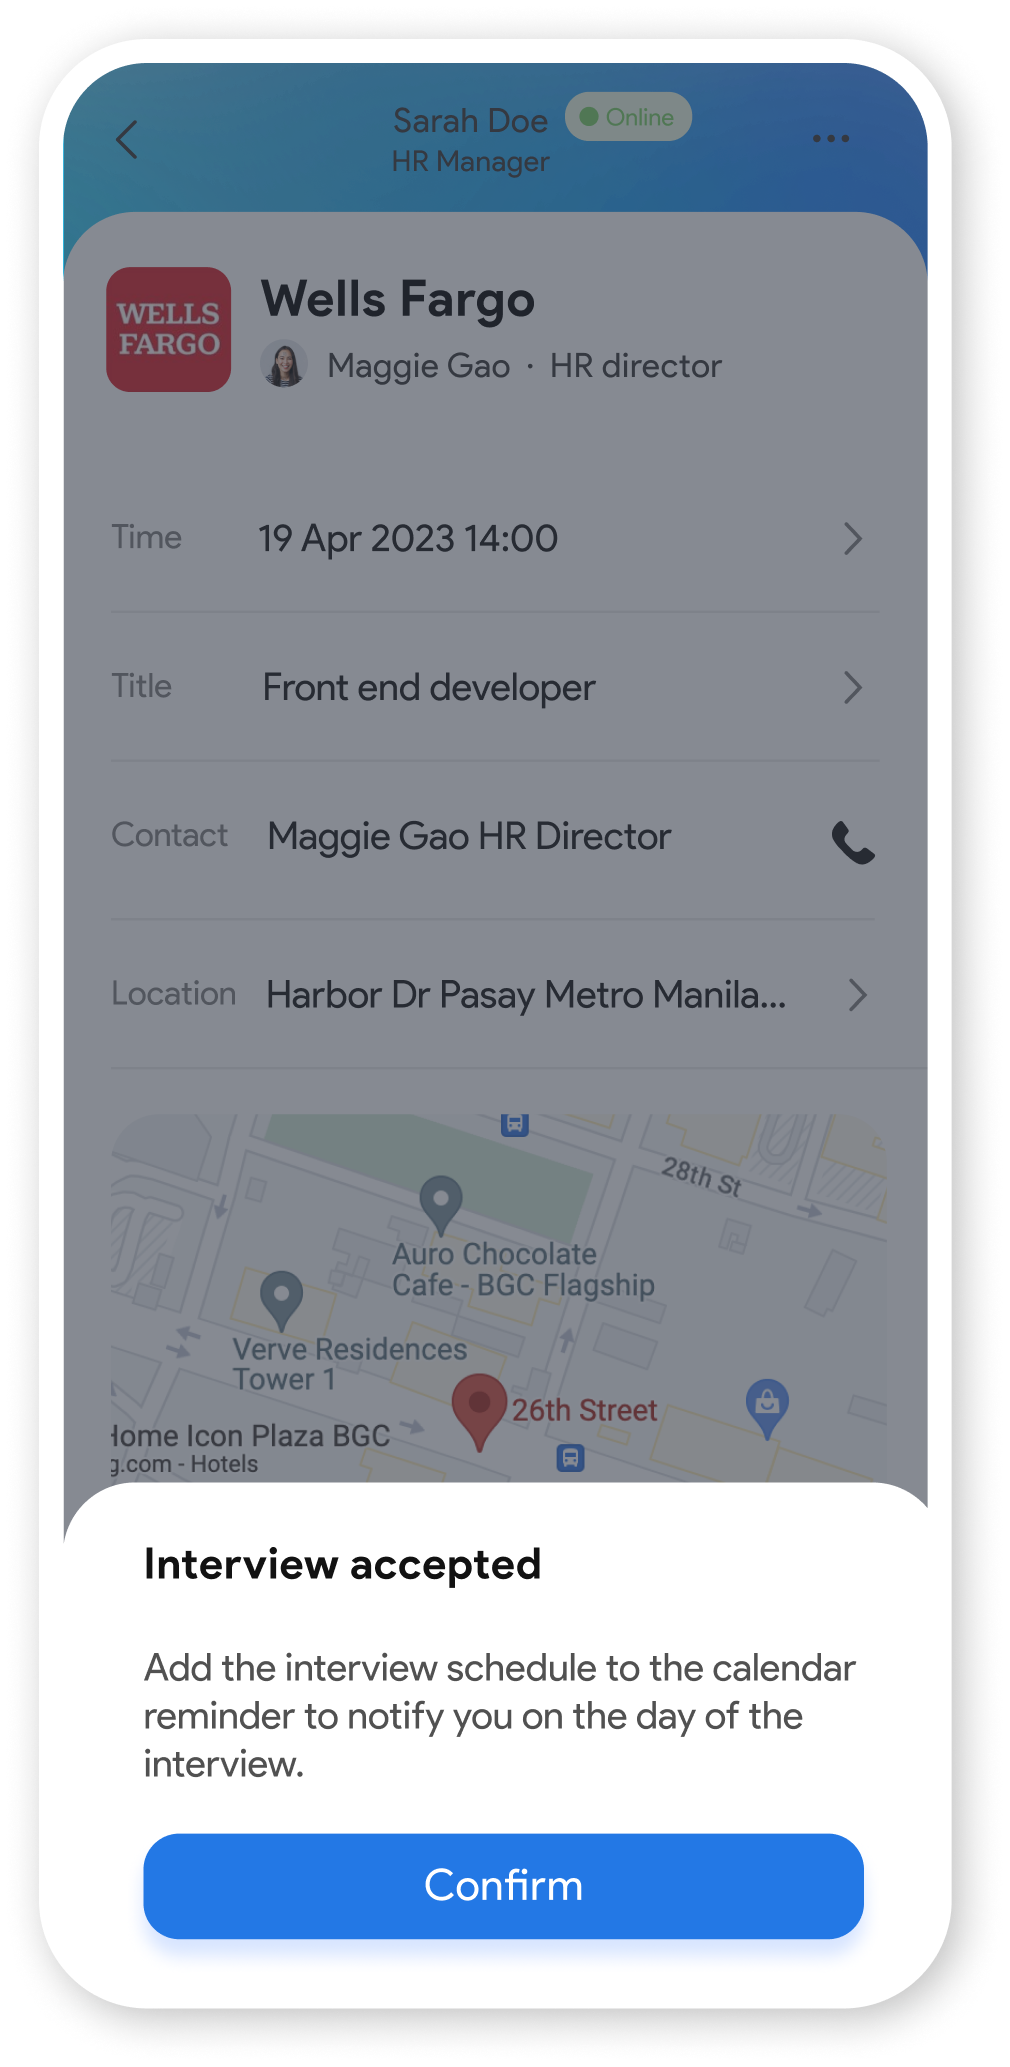 Sarah Doe
Online
HR Manager
WELLS
FARGO
Wells Fargo
Maggie Gao · HR director
Time
19 Apr 2023 14:00
Title
Front end developer
Contact
Maggie Gao HR Director
Location
Harbor Dr Pasay Metro Manila...
28th St
Auro Chocolate
Cafe - BGC Flagship
Verve Residences
Tower 1
26th Street
Home Icon Plaza BGC
g.com - Hotels
Interview accepted
Add the interview schedule to the calendar
reminder to notify you on the day of the
interview.
Confirm